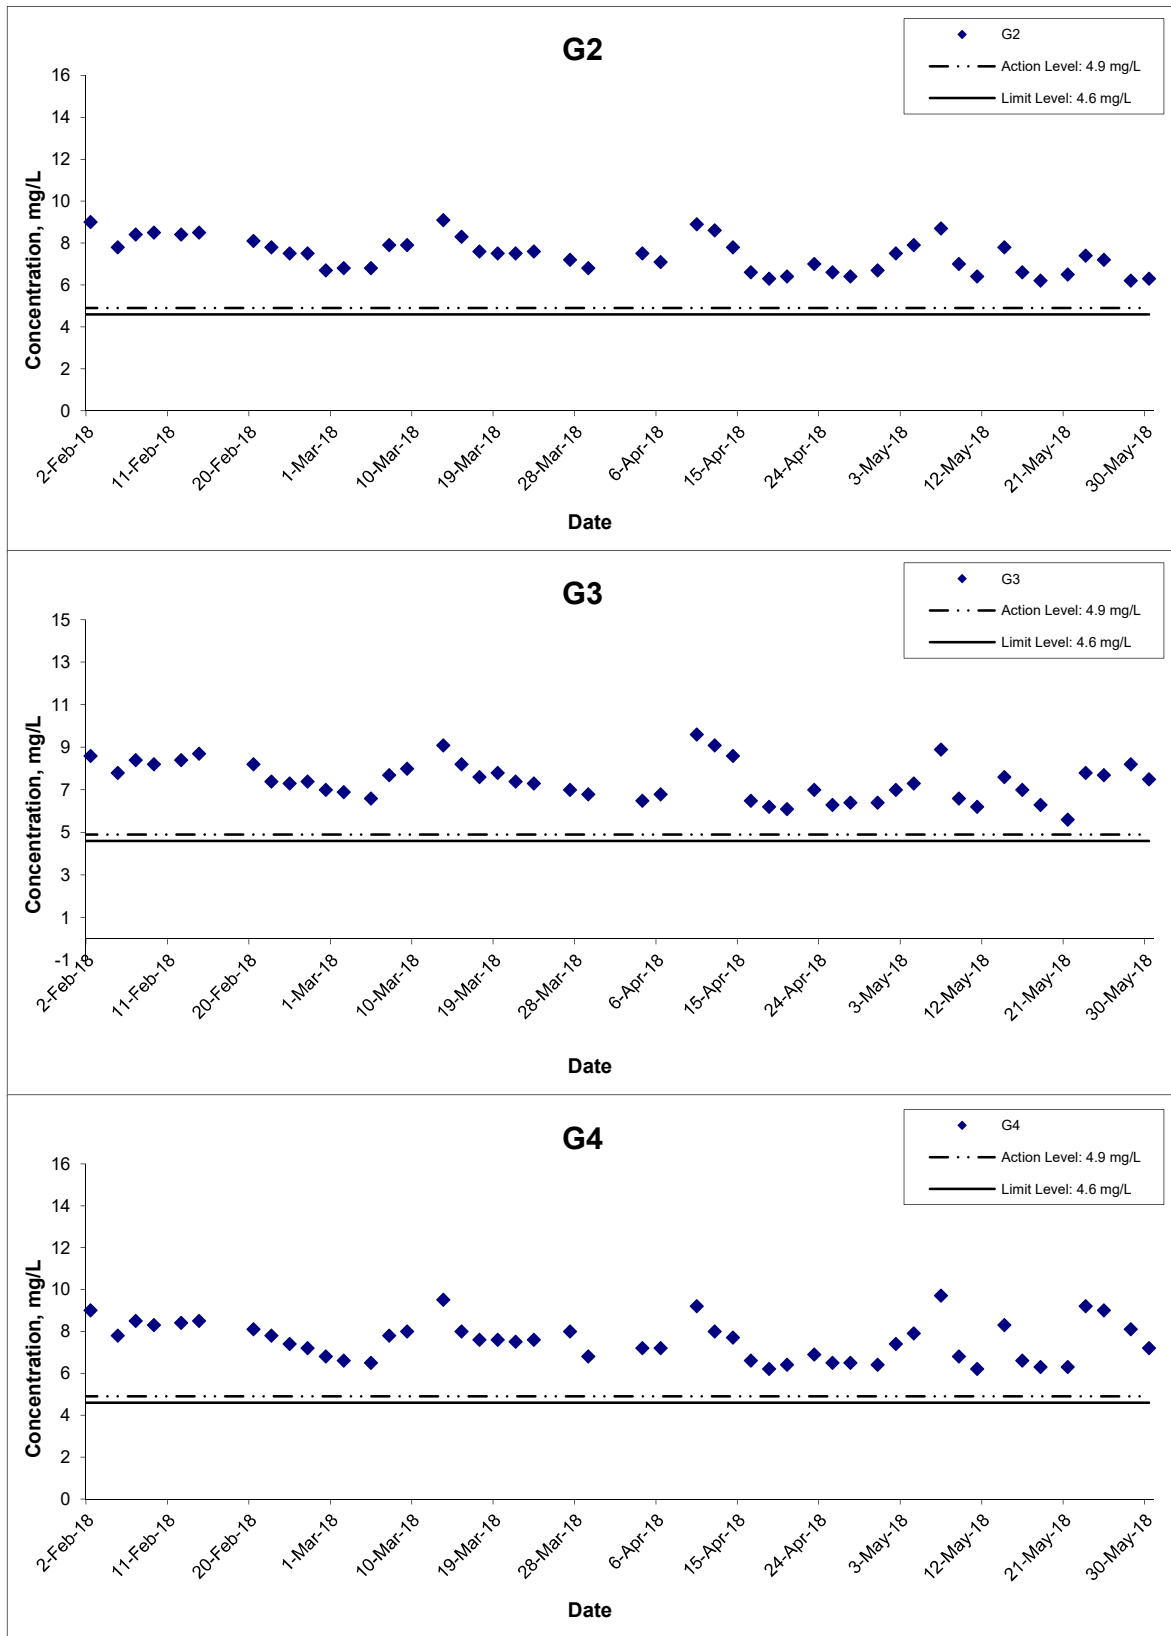 G2
G2
Action Level: 4.9 mg/L
Limit Level: 4.6 mg/L
Concentration, mg/L
16
14
12
10
8
6
4
2
0
2-Feb-18
11-Feb-18
20-Feb-18
1-Mar-18
10-Mar-18
19-Mar-18
28-Mar-18
6-Apr-18
15-Apr-18
24-Apr-18
3-May-18
12-May-18
21-May-18
30-May-18
Date
G3
G3
Action Level: 4.9 mg/L
Limit Level: 4.6 mg/L
Concentration, mg/L
15
13
11
9
7
5
3
1
-1
2-Feb-18
11-Feb-18
20-Feb-18
1-Mar-18
10-Mar-18
19-Mar-18
28-Mar-18
6-Apr-18
15-Apr-18
24-Apr-18
3-May-18
12-May-18
21-May-18
30-May-18
Date
G4
G4
Action Level: 4.9 mg/L
Limit Level: 4.6 mg/L
Concentration, mg/L
16
14
12
10
8
6
4
2
0
2-Feb-18
11-Feb-18
20-Feb-18
1-Mar-18
10-Mar-18
19-Mar-18
28-Mar-18
6-Apr-18
15-Apr-18
24-Apr-18
3-May-18
12-May-18
21-May-18
30-May-18
Date